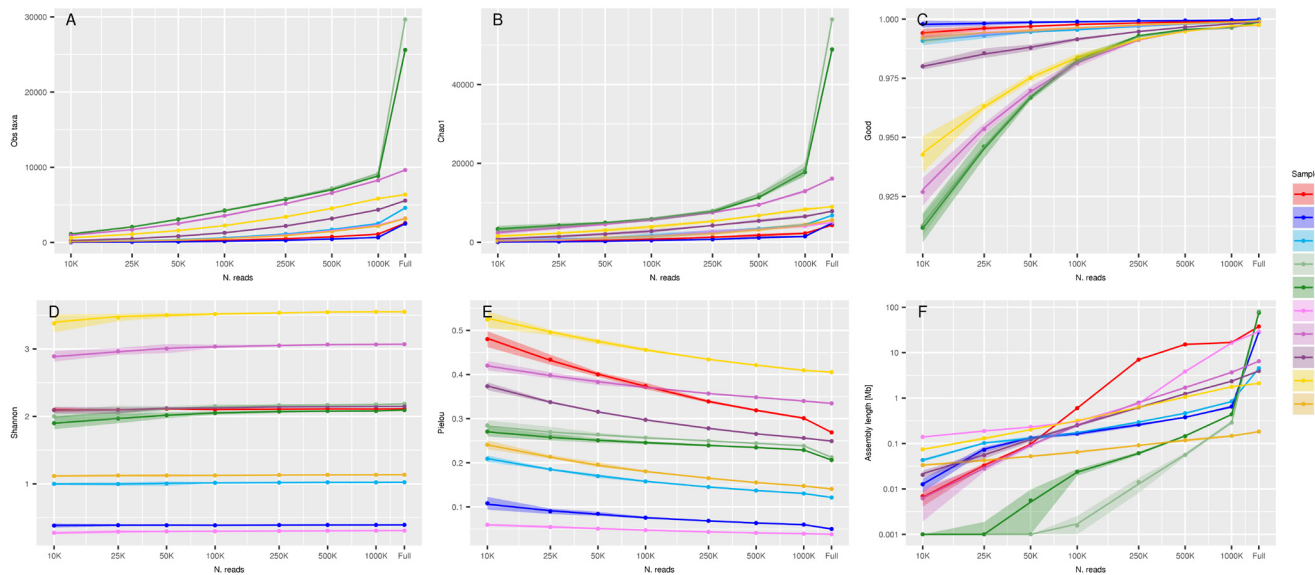 A
30000
20000
10000
0
Obs taxa
10K 25K 50K 100K 250K 500K 1000K Full
N. reads
B
40000
20000
0
Chao1
10K 25K 50K 100K 250K 500K 1000K Full
N. reads
C
1.000
0.975
0.950
0.925
Good
10K 25K 50K 100K 250K 500K 1000K Full
N. reads
Sample
D
3
2
1
Shannon
10K 25K 50K 100K 250K 500K 1000K Full
N. reads
E
0.5
0.4
0.3
0.2
0.1
Pielou
10K 25K 50K 100K 250K 500K 1000K Full
N. reads
F
100
10
1
0.1
0.01
0.001
Assembly length [Mb]
10K 25K 50K 100K 250K 500K 1000K Full
N. reads